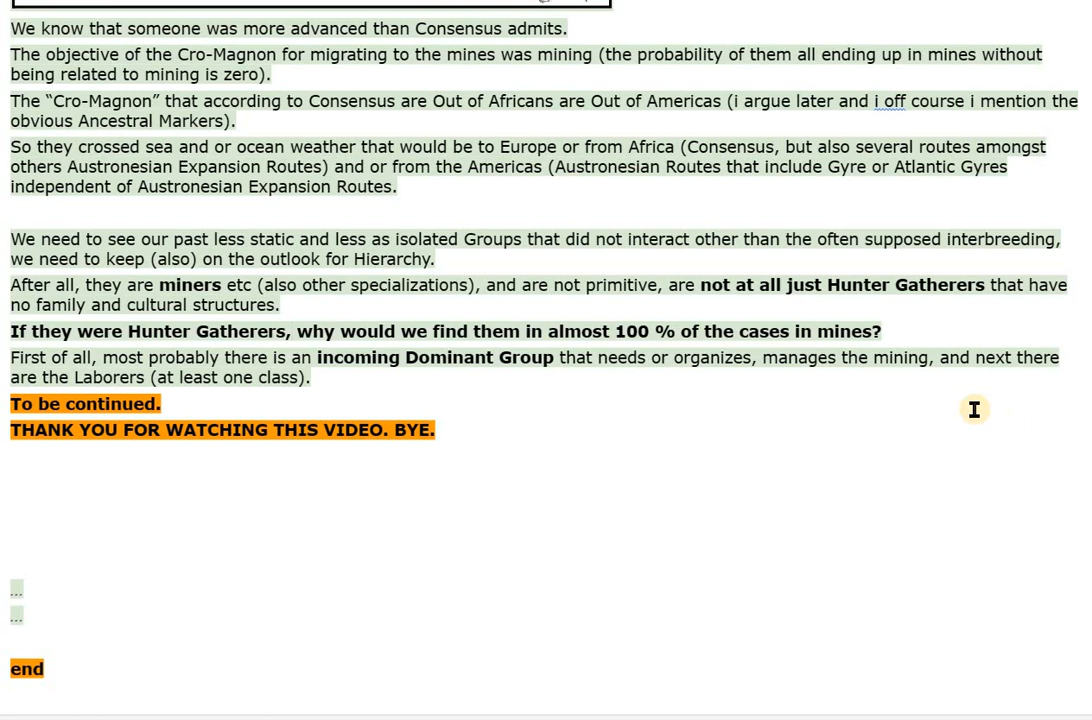 We know that someone was more advanced than Consensus admits.
The objective of the Cro-Magnon for migrating to the mines was mining (the probability of them all ending up in mines without
being related to mining is zero).
The “Cro-Magnon” that according to Consensus are Out of Africans are Out of Americas (i argue later and i off course i mention the
obvious Ancestral Markers).
So they crossed sea and or ocean weather that would be to Europe or from Africa (Consensus, but also several routes amongst
others Austronesian Expansion Routes) and or from the Americas (Austronesian Routes that include Gyre or Atlantic Gyres
independent of Austronesian Expansion Routes.
We need to see our past less static and less as isolated Groups that did not interact other than the often supposed interbreeding,
we need to keep (also) on the outlook for Hierarchy.
After all, they are miners etc (also other specializations), and are not primitive, are not at all just Hunter Gatherers that have
no family and cultural structures.
If they were Hunter Gatherers, why would we find them in almost 100 % of the cases in mines?
First of all, most probably there is an incoming Dominant Group that needs or organizes, manages the mining, and next there
are the Laborers (at least one class).
To be continued.
THANK YOU FOR WATCHING THIS VIDEO. BYE.
...
...
end